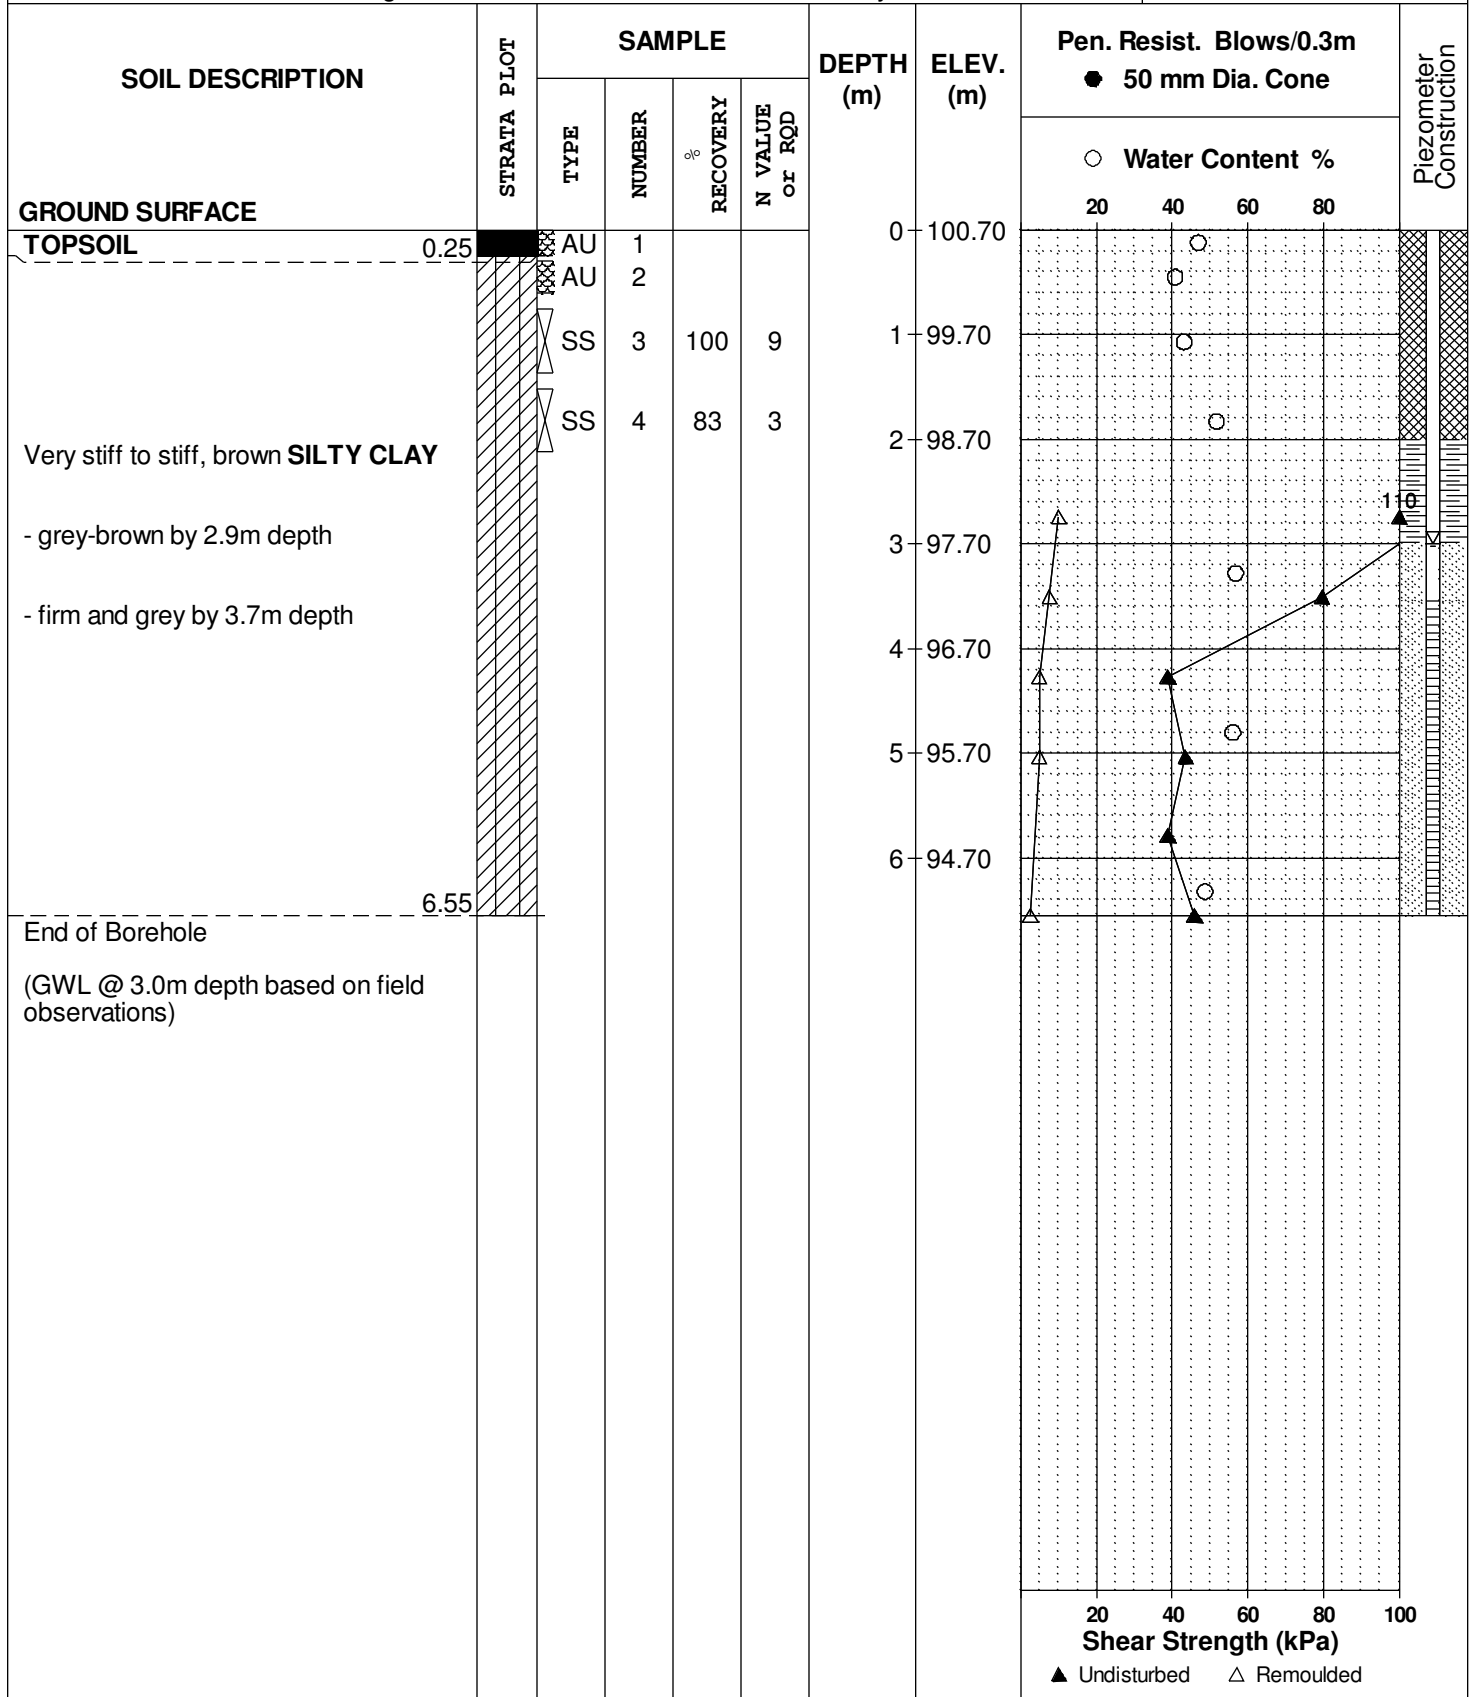 SOIL DESCRIPTION
GROUND SURFACE
STRATA PLOT
SAMPLE
TYPE
NUMBER
% RECOVERY
N VALUE or RQD
DEPTH (m)
ELEV. (m)
Pen. Resist. Blows/0.3m
● 50 mm Dia. Cone
○ Water Content %
20 40 60 80
Piezometer Construction
TOPSOIL 0.25
AU 1
AU 2
SS 3 100 9
SS 4 83 3
0 100.70
1 99.70
2 98.70
3 97.70
4 96.70
5 95.70
6 94.70
110
Very stiff to stiff, brown SILTY CLAY
- grey-brown by 2.9m depth
- firm and grey by 3.7m depth
6.55
End of Borehole
(GWL @ 3.0m depth based on field
observations)
20 40 60 80 100
Shear Strength (kPa)
▲ Undisturbed △ Remoulded